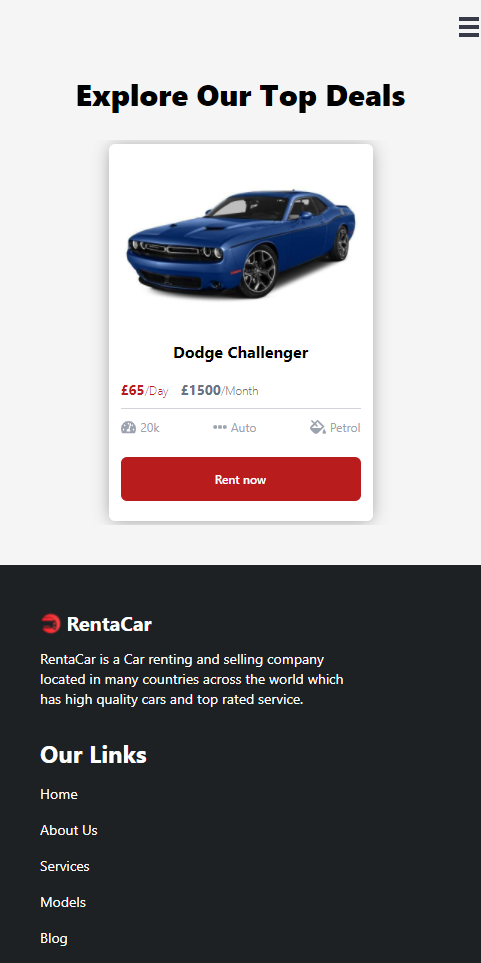 Explore Our Top Deals
Dodge Challenger
£65/Day £1500/Month
20k Auto Petrol
Rent now
RentaCar
RentaCar is a Car renting and selling company
located in many countries across the world which
has high quality cars and top rated service.
Our Links
Home
About Us
Services
Models
Blog